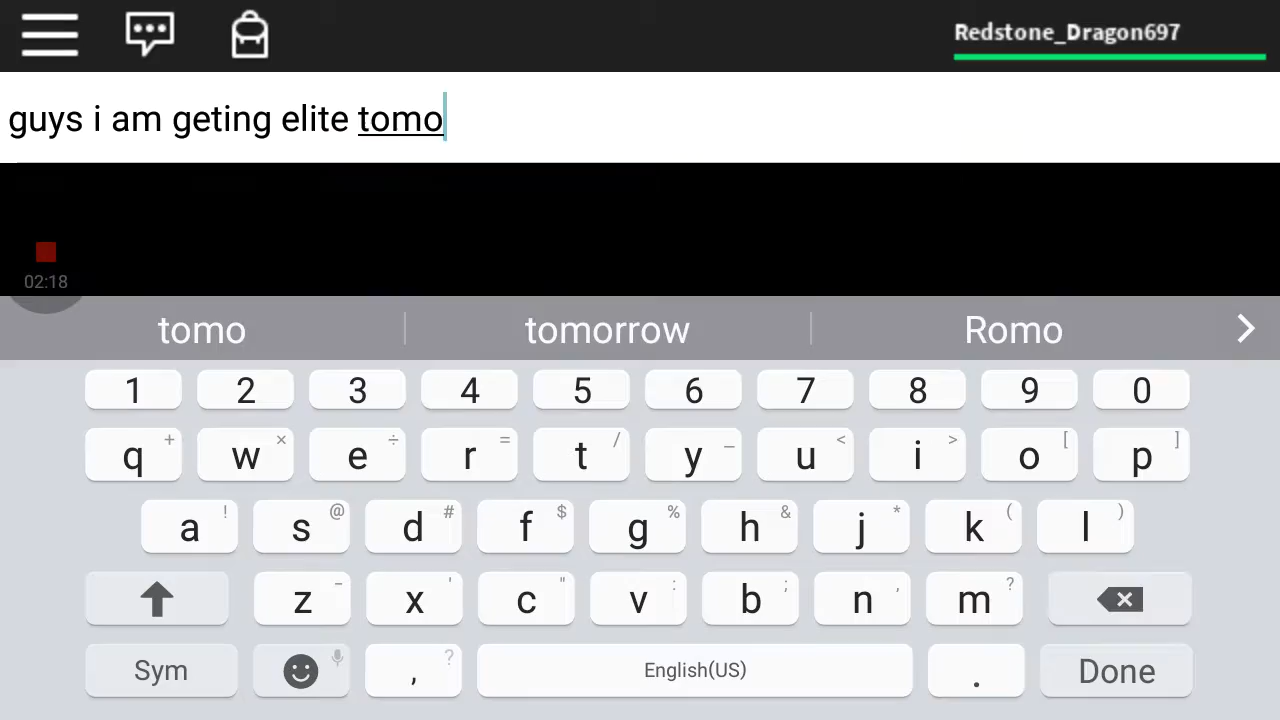 Redstone_Dragon697
guys i am geting elite tomo
02:18
tomo tomorrow Romo
1 2 3 4 5 6 7 8 9 0
q + w × e ÷ r = t / y _ u < i > o [ p ]
a ! s @ d # f $ g % h & j * k ( l )
z - x ' c " v : b ; n , m ?
Sym , ? English(US) . Done